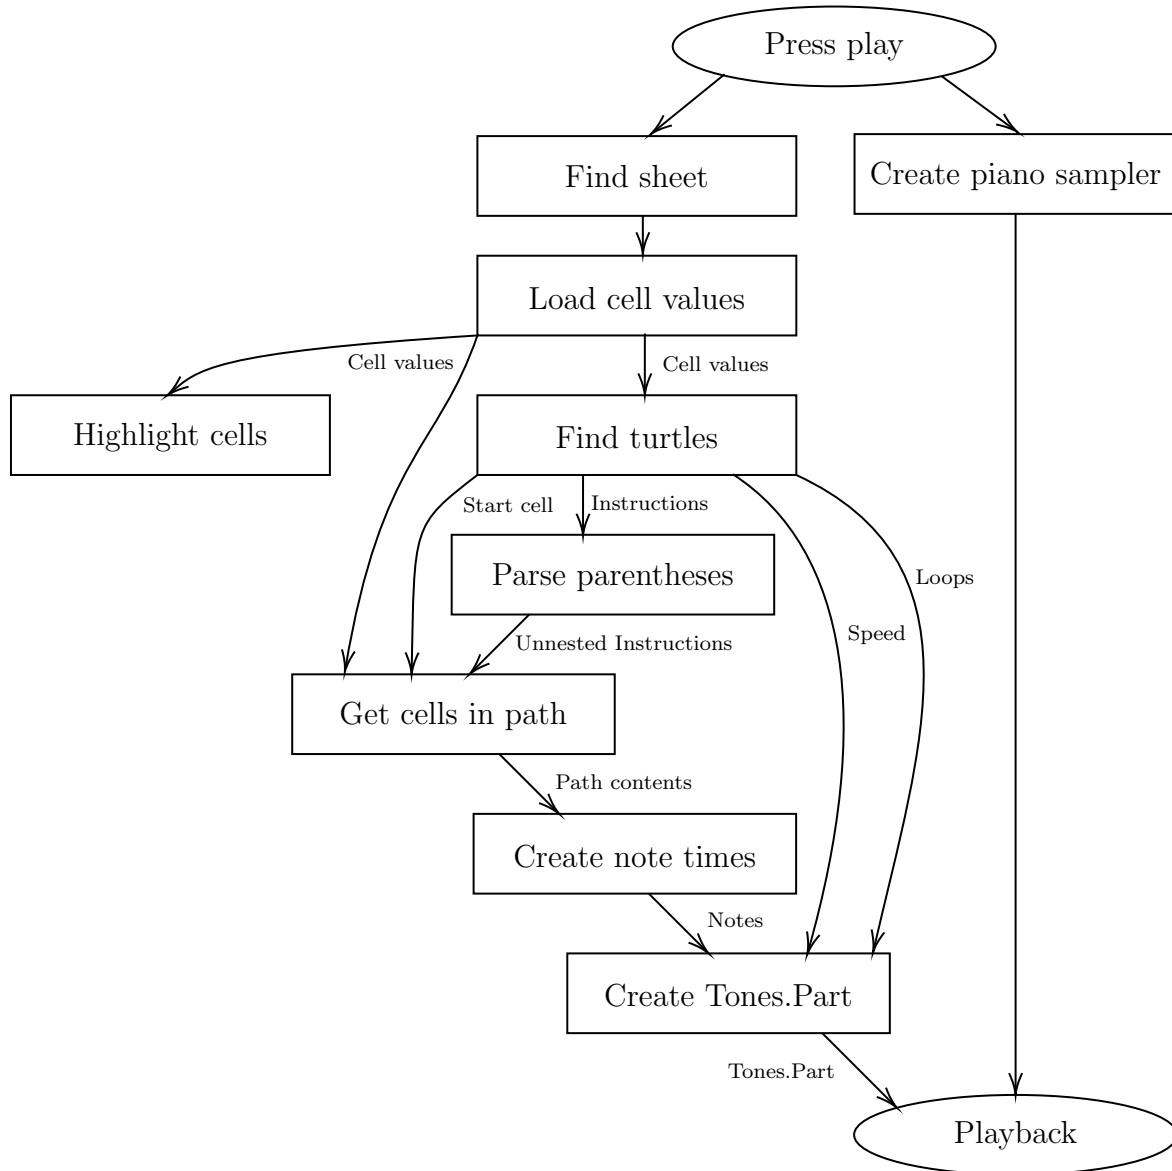 Press play
Find sheet
Create piano sampler
Load cell values
Cell values
Cell values
Highlight cells
Find turtles
Start cell
Instructions
Parse parentheses
Loops
Speed
Unnested Instructions
Get cells in path
Path contents
Create note times
Notes
Create Tones.Part
Tones.Part
Playback